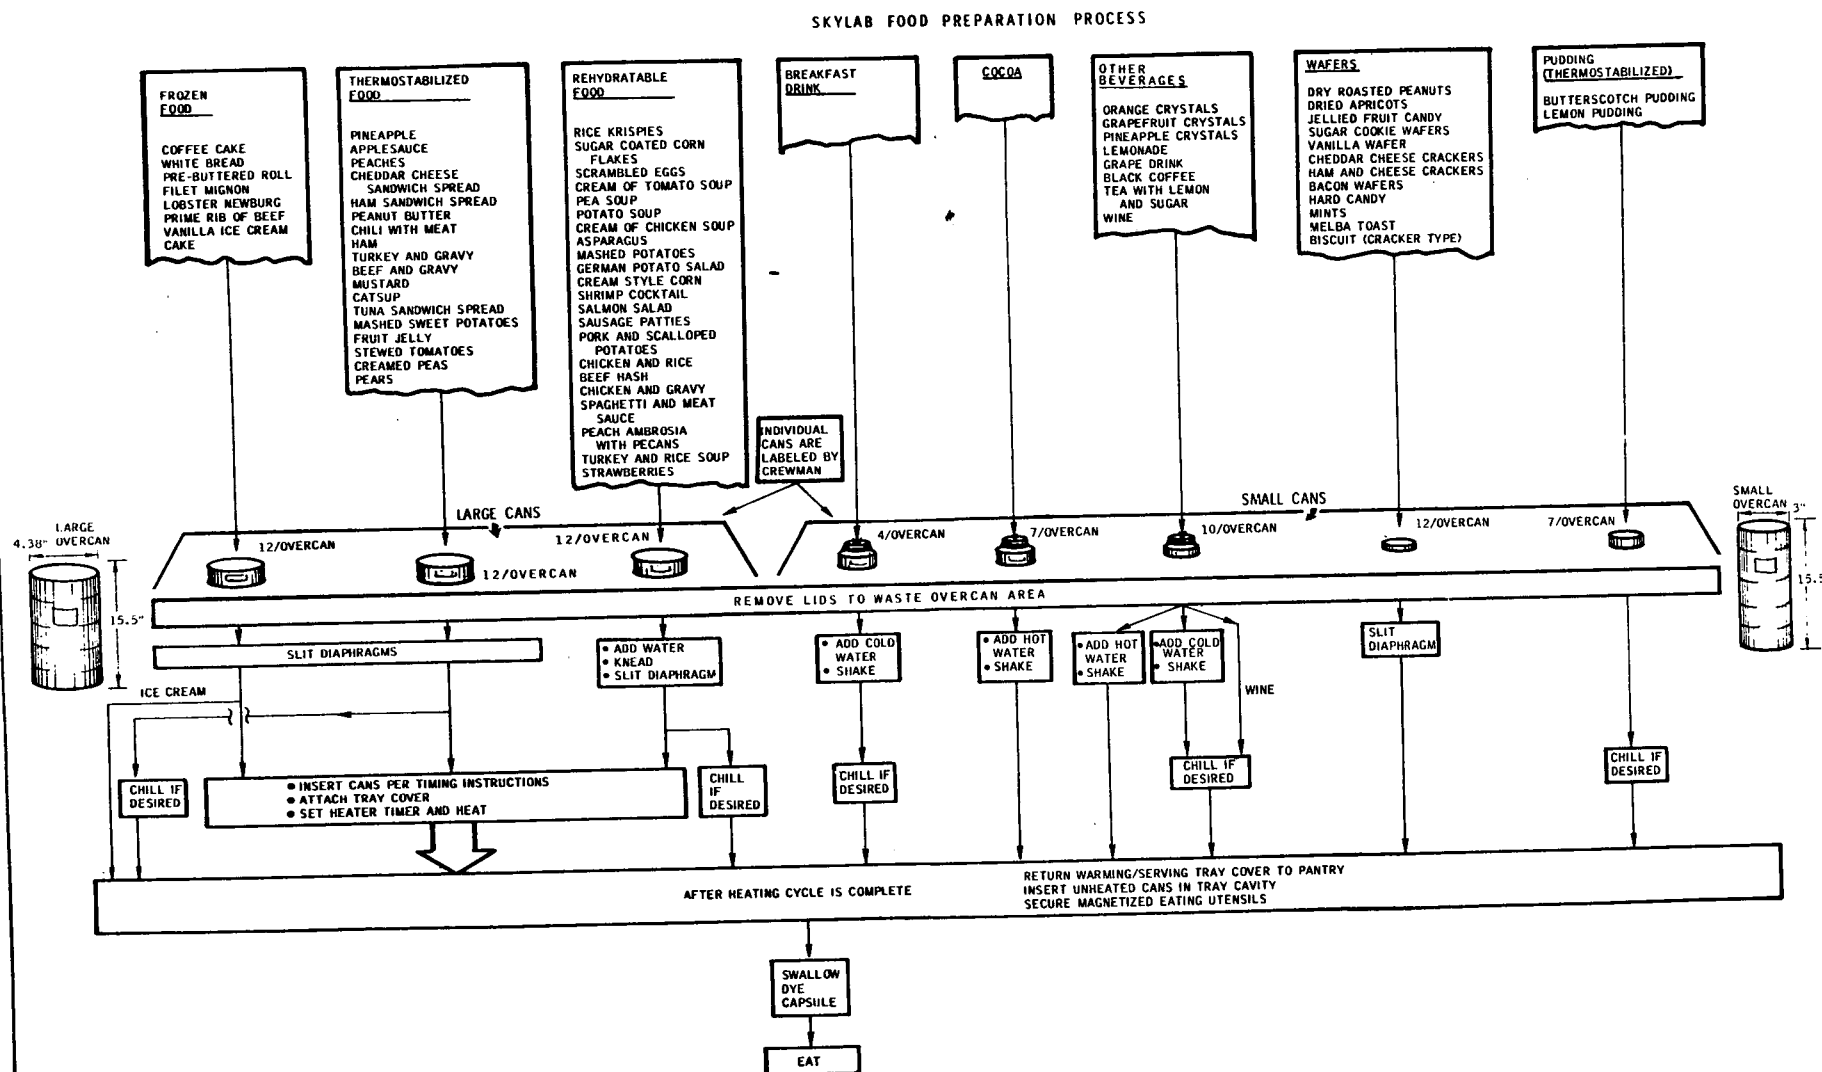 SKYLAB FOOD PREPARATION PROCESS
FROZEN
FOOD
COFFEE CAKE
WHITE BREAD
PRE-BUTTERED ROLL
FILET MIGNON
LOBSTER NEWBURG
PRIME RIB OF BEEF
VANILLA ICE CREAM
CAKE
THERMOSTABILIZED
FOOD
PINEAPPLE
APPLESAUCE
PEACHES
CHEDDAR CHEESE
SANDWICH SPREAD
HAM SANDWICH SPREAD
PEANUT BUTTER
CHILI WITH MEAT
HAM
TURKEY AND GRAVY
BEEF AND GRAVY
MUSTARD
CATSUP
TUNA SANDWICH SPREAD
MASHED SWEET POTATOES
FRUIT JELLY
STEWED TOMATOES
CREAMED PEAS
PEARS
REHYDRATABLE
FOOD
RICE KRISPIES
SUGAR COATED CORN
FLAKES
SCRAMBLED EGGS
CREAM OF TOMATO SOUP
PEA SOUP
POTATO SOUP
CREAM OF CHICKEN SOUP
ASPARAGUS
MASHED POTATOES
GERMAN POTATO SALAD
CREAM STYLE CORN
SHRIMP COCKTAIL
SALMON SALAD
SAUSAGE PATTIES
PORK AND SCALLOPED
POTATOES
CHICKEN AND RICE
BEEF HASH
CHICKEN AND GRAVY
SPAGHETTI AND MEAT
SAUCE
PEACH AMBROSIA
WITH PECANS
TURKEY AND RICE SOUP
STRAWBERRIES
BREAKFAST
DRINK
COCOA
OTHER
BEVERAGES
ORANGE CRYSTALS
GRAPEFRUIT CRYSTALS
PINEAPPLE CRYSTALS
LEMONADE
GRAPE DRINK
BLACK COFFEE
TEA WITH LEMON
AND SUGAR
WINE
WAFERS
DRY ROASTED PEANUTS
DRIED APRICOTS
JELLIED FRUIT CANDY
SUGAR COOKIE WAFERS
VANILLA WAFER
CHEDDAR CHEESE CRACKERS
HAM AND CHEESE CRACKERS
BACON WAFERS
HARD CANDY
MINTS
MELBA TOAST
BISCUIT (CRACKER TYPE)
PUDDING
(THERMOSTABILIZED)
BUTTERSCOTCH PUDDING
LEMON PUDDING
INDIVIDUAL
CANS ARE
LABELED BY
CREWMAN
LARGE
OVERCAN
4.38"
15.5"
LARGE CANS
12/OVERCAN
12/OVERCAN
12/OVERCAN
SMALL CANS
4/OVERCAN
7/OVERCAN
10/OVERCAN
12/OVERCAN
7/OVERCAN
SMALL
OVERCAN
3"
15.5
REMOVE LIDS TO WASTE OVERCAN AREA
SLIT DIAPHRAGMS
• ADD WATER
• KNEAD
• SLIT DIAPHRAGM
• ADD COLD
WATER
• SHAKE
• ADD HOT
WATER
• SHAKE
• ADD HOT
WATER
• SHAKE
• ADD COLD
WATER
• SHAKE
WINE
SLIT
DIAPHRAGM
ICE CREAM
CHILL IF
DESIRED
• INSERT CANS PER TIMING INSTRUCTIONS
• ATTACH TRAY COVER
• SET HEATER TIMER AND HEAT
CHILL
IF
DESIRED
CHILL IF
DESIRED
CHILL IF
DESIRED
CHILL IF
DESIRED
AFTER HEATING CYCLE IS COMPLETE
RETURN WARMING/SERVING TRAY COVER TO PANTRY
INSERT UNHEATED CANS IN TRAY CAVITY
SECURE MAGNETIZED EATING UTENSILS
SWALLOW
DYE
CAPSULE
EAT